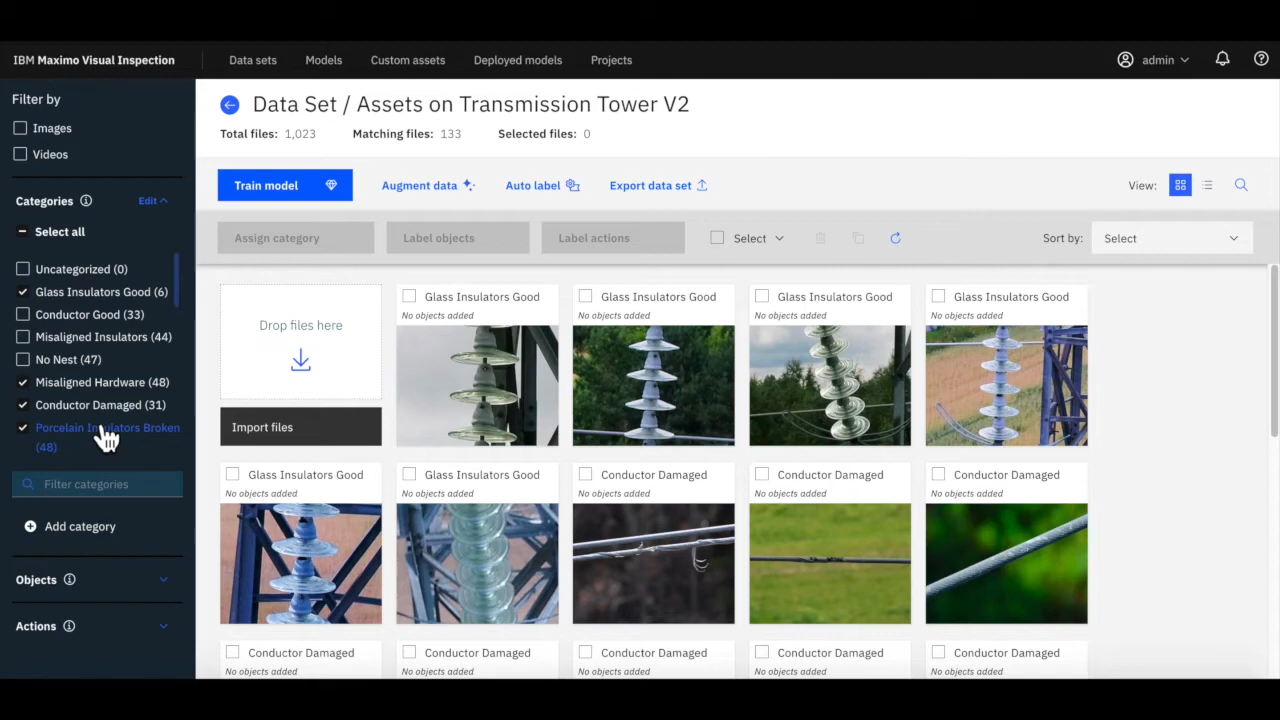 IBM Maximo Visual Inspection
Data sets
Models
Custom assets
Deployed models
Projects
admin
Filter by
Images
Videos
Categories
Edit
Select all
Uncategorized (0)
Glass Insulators Good (6)
Conductor Good (33)
Misaligned Insulators (44)
No Nest (47)
Misaligned Hardware (48)
Conductor Damaged (31)
Porcelain Insulators Broken
(48)
Filter categories
Add category
Objects
Actions
Data Set / Assets on Transmission Tower V2
Total files: 1,023
Matching files: 133
Selected files: 0
Train model
Augment data
Auto label
Export data set
View:
Assign category
Label objects
Label actions
Select
Sort by:
Select
Drop files here
Import files
Glass Insulators Good
No objects added
Glass Insulators Good
No objects added
Glass Insulators Good
No objects added
Glass Insulators Good
No objects added
Glass Insulators Good
No objects added
Glass Insulators Good
No objects added
Conductor Damaged
No objects added
Conductor Damaged
No objects added
Conductor Damaged
No objects added
Conductor Damaged
No objects added
Conductor Damaged
No objects added
Conductor Damaged
No objects added
Conductor Damaged
No objects added
Conductor Damaged
No objects added